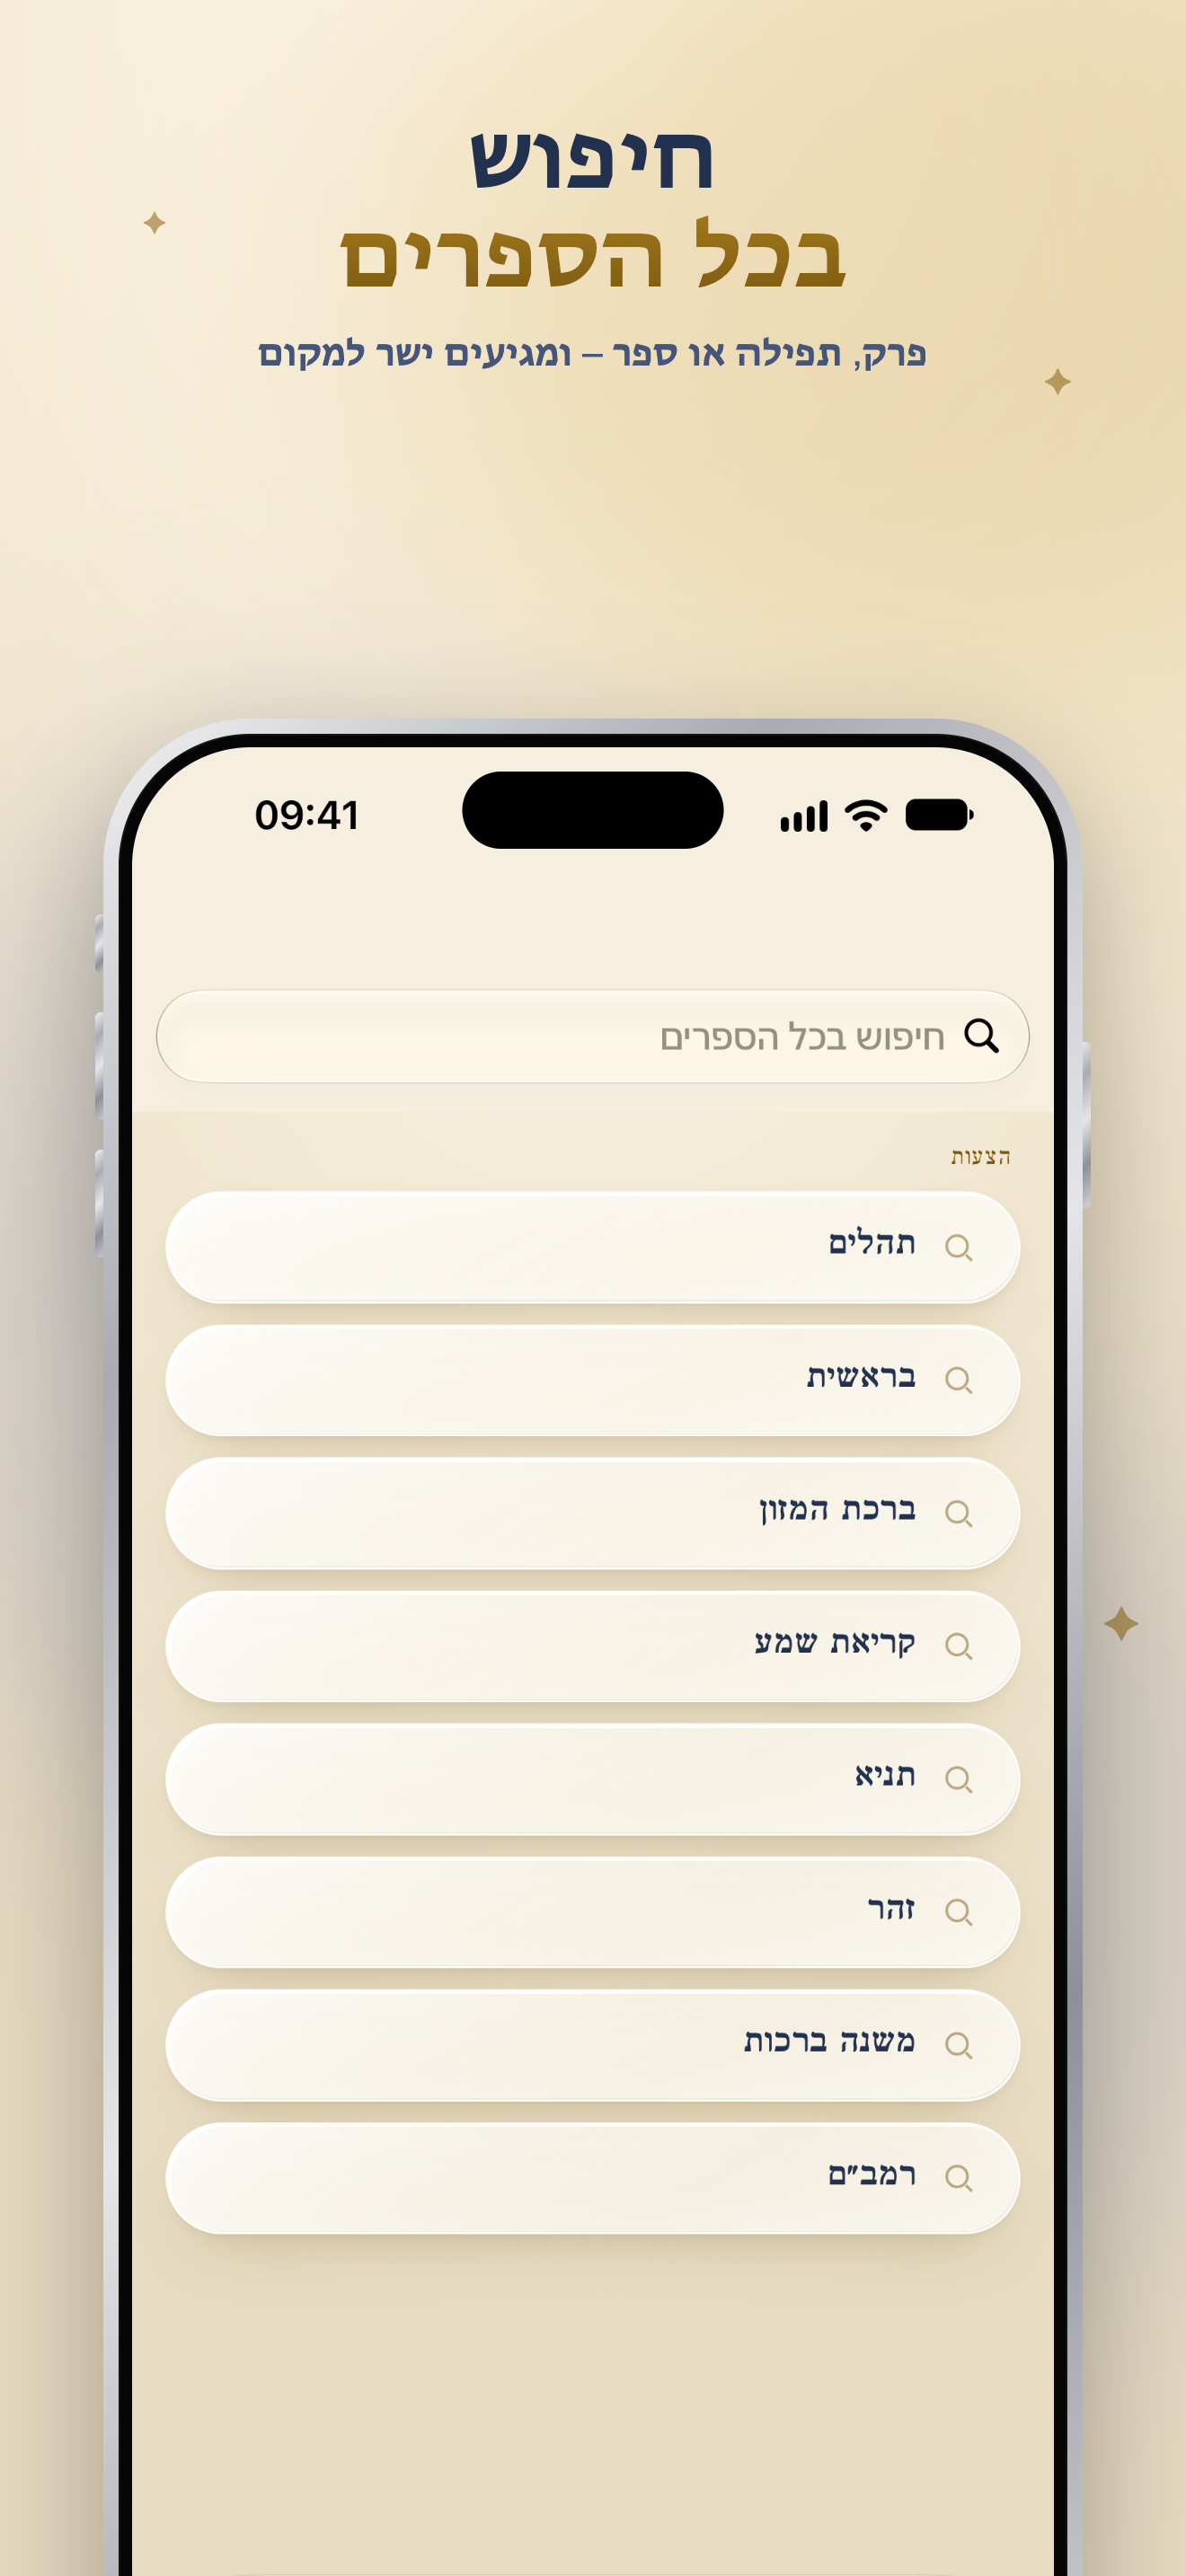 חיפוש
בכל הספרים
פרק, תפילה או ספר – ומגיעים ישר למקום
09:41
חיפוש בכל הספרים
הצעות
תהלים
בראשית
ברכת המזון
קריאת שמע
תניא
זהר
משנה ברכות
רמב״ם